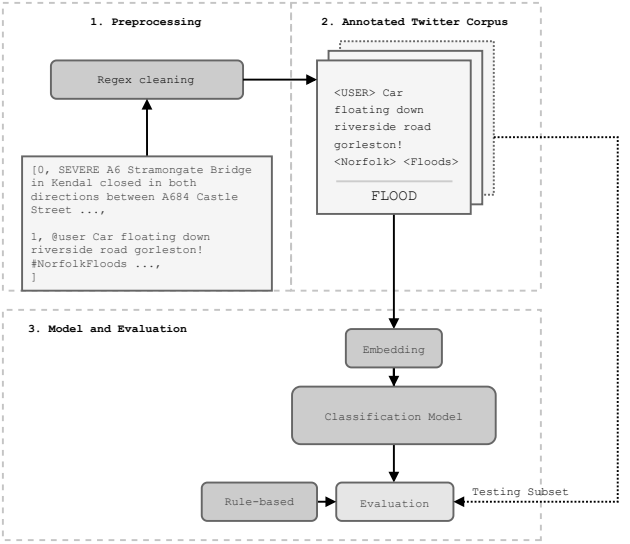 1. Preprocessing
2. Annotated Twitter Corpus
Regex cleaning
<USER> Car
floating down
riverside road
gorleston!
<Norfolk> <Floods>
FLOOD
[0, SEVERE A6 Stramongate Bridge
in Kendal closed in both
directions between A684 Castle
Street ...,
1, @user Car floating down
riverside road gorleston!
#NorfolkFloods ...,
]
3. Model and Evaluation
Embedding
Classification Model
Rule-based
Evaluation
Testing Subset